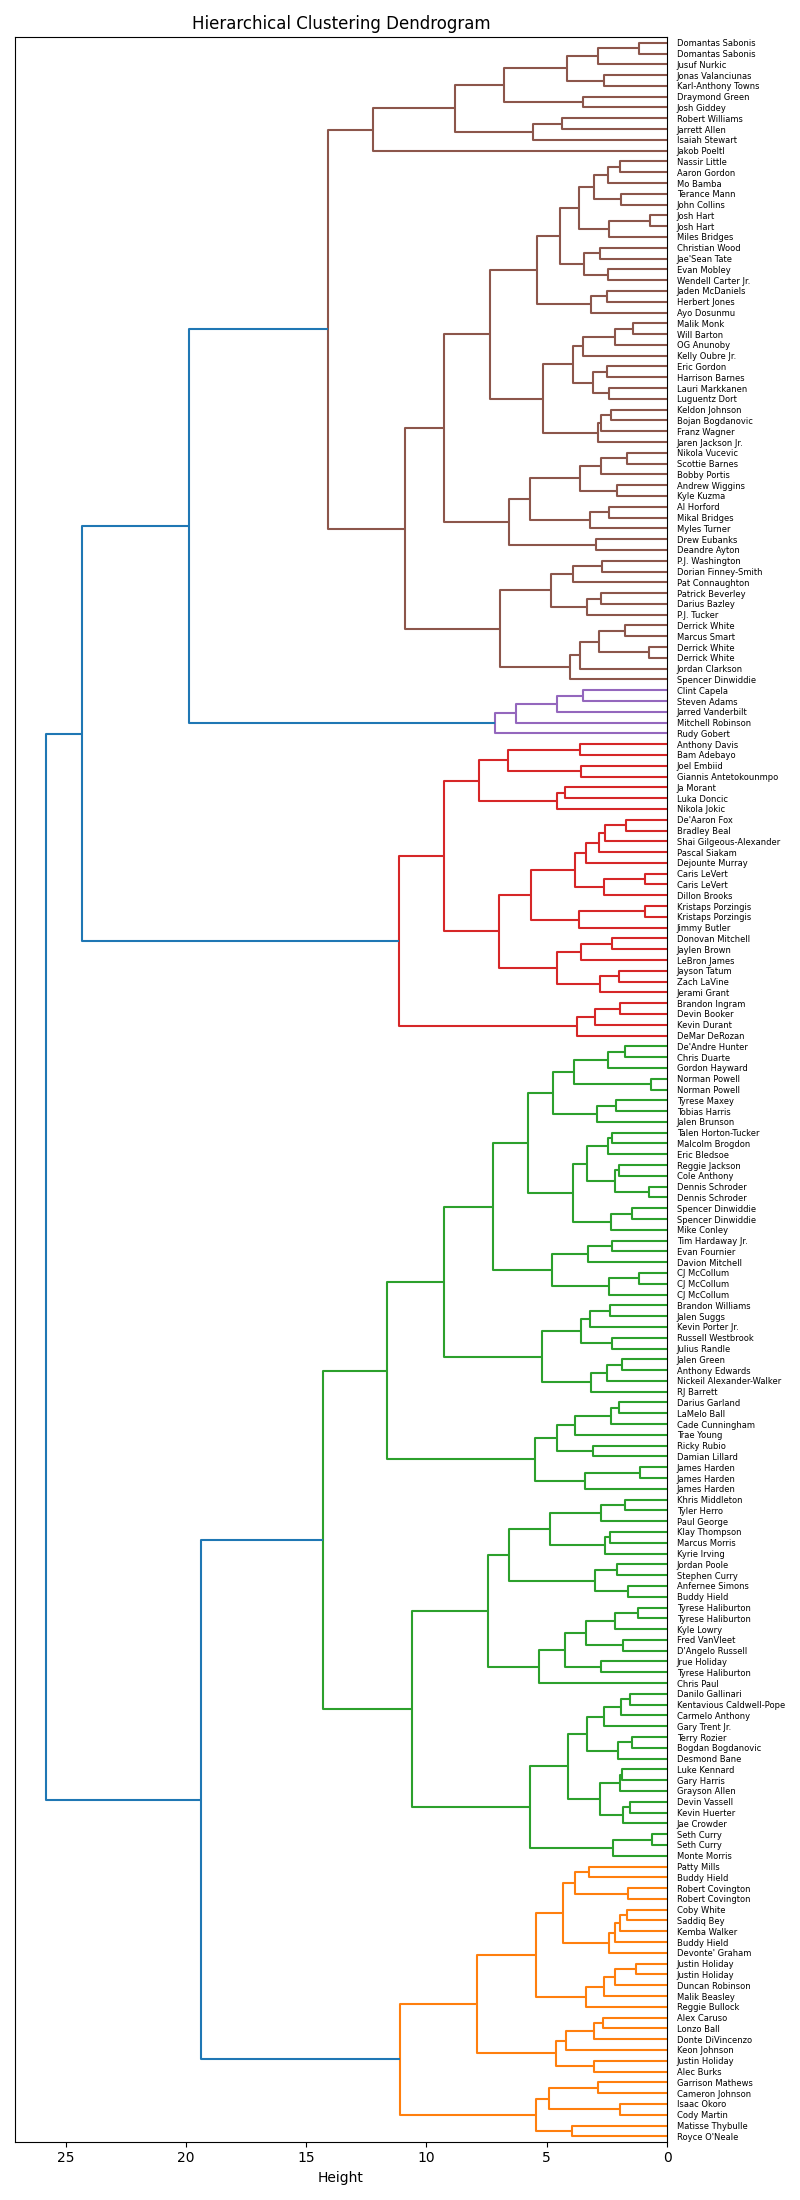 Hierarchical Clustering Dendrogram
Domantas Sabonis
Domantas Sabonis
Jusuf Nurkic
Jonas Valanciunas
Karl-Anthony Towns
Draymond Green
Josh Giddey
Robert Williams
Jarrett Allen
Isaiah Stewart
Jakob Poeltl
Nassir Little
Aaron Gordon
Mo Bamba
Terance Mann
John Collins
Josh Hart
Josh Hart
Miles Bridges
Christian Wood
Jae'Sean Tate
Evan Mobley
Wendell Carter Jr.
Jaden McDaniels
Herbert Jones
Ayo Dosunmu
Malik Monk
Will Barton
OG Anunoby
Kelly Oubre Jr.
Eric Gordon
Harrison Barnes
Lauri Markkanen
Luguentz Dort
Keldon Johnson
Bojan Bogdanovic
Franz Wagner
Jaren Jackson Jr.
Nikola Vucevic
Scottie Barnes
Bobby Portis
Andrew Wiggins
Kyle Kuzma
Al Horford
Mikal Bridges
Myles Turner
Drew Eubanks
Deandre Ayton
P.J. Washington
Dorian Finney-Smith
Pat Connaughton
Patrick Beverley
Darius Bazley
P.J. Tucker
Derrick White
Marcus Smart
Derrick White
Derrick White
Jordan Clarkson
Spencer Dinwiddie
Clint Capela
Steven Adams
Jarred Vanderbilt
Mitchell Robinson
Rudy Gobert
Anthony Davis
Bam Adebayo
Joel Embiid
Giannis Antetokounmpo
Ja Morant
Luka Doncic
Nikola Jokic
De'Aaron Fox
Bradley Beal
Shai Gilgeous-Alexander
Pascal Siakam
Dejounte Murray
Caris LeVert
Caris LeVert
Dillon Brooks
Kristaps Porzingis
Kristaps Porzingis
Jimmy Butler
Donovan Mitchell
Jaylen Brown
LeBron James
Jayson Tatum
Zach LaVine
Jerami Grant
Brandon Ingram
Devin Booker
Kevin Durant
DeMar DeRozan
De'Andre Hunter
Chris Duarte
Gordon Hayward
Norman Powell
Norman Powell
Tyrese Maxey
Tobias Harris
Jalen Brunson
Talen Horton-Tucker
Malcolm Brogdon
Eric Bledsoe
Reggie Jackson
Cole Anthony
Dennis Schroder
Dennis Schroder
Spencer Dinwiddie
Spencer Dinwiddie
Mike Conley
Tim Hardaway Jr.
Evan Fournier
Davion Mitchell
CJ McCollum
CJ McCollum
CJ McCollum
Brandon Williams
Jalen Suggs
Kevin Porter Jr.
Russell Westbrook
Julius Randle
Jalen Green
Anthony Edwards
Nickeil Alexander-Walker
RJ Barrett
Darius Garland
LaMelo Ball
Cade Cunningham
Trae Young
Ricky Rubio
Damian Lillard
James Harden
James Harden
James Harden
Khris Middleton
Tyler Herro
Paul George
Klay Thompson
Marcus Morris
Kyrie Irving
Jordan Poole
Stephen Curry
Anfernee Simons
Buddy Hield
Tyrese Haliburton
Tyrese Haliburton
Kyle Lowry
Fred VanVleet
D'Angelo Russell
Jrue Holiday
Tyrese Haliburton
Chris Paul
Danilo Gallinari
Kentavious Caldwell-Pope
Carmelo Anthony
Gary Trent Jr.
Terry Rozier
Bogdan Bogdanovic
Desmond Bane
Luke Kennard
Gary Harris
Grayson Allen
Devin Vassell
Kevin Huerter
Jae Crowder
Seth Curry
Seth Curry
Monte Morris
Patty Mills
Buddy Hield
Robert Covington
Robert Covington
Coby White
Saddiq Bey
Kemba Walker
Buddy Hield
Devonte' Graham
Justin Holiday
Justin Holiday
Duncan Robinson
Malik Beasley
Reggie Bullock
Alex Caruso
Lonzo Ball
Donte DiVincenzo
Keon Johnson
Justin Holiday
Alec Burks
Garrison Mathews
Cameron Johnson
Isaac Okoro
Cody Martin
Matisse Thybulle
Royce O'Neale
25 20 15 10 5 0
Height